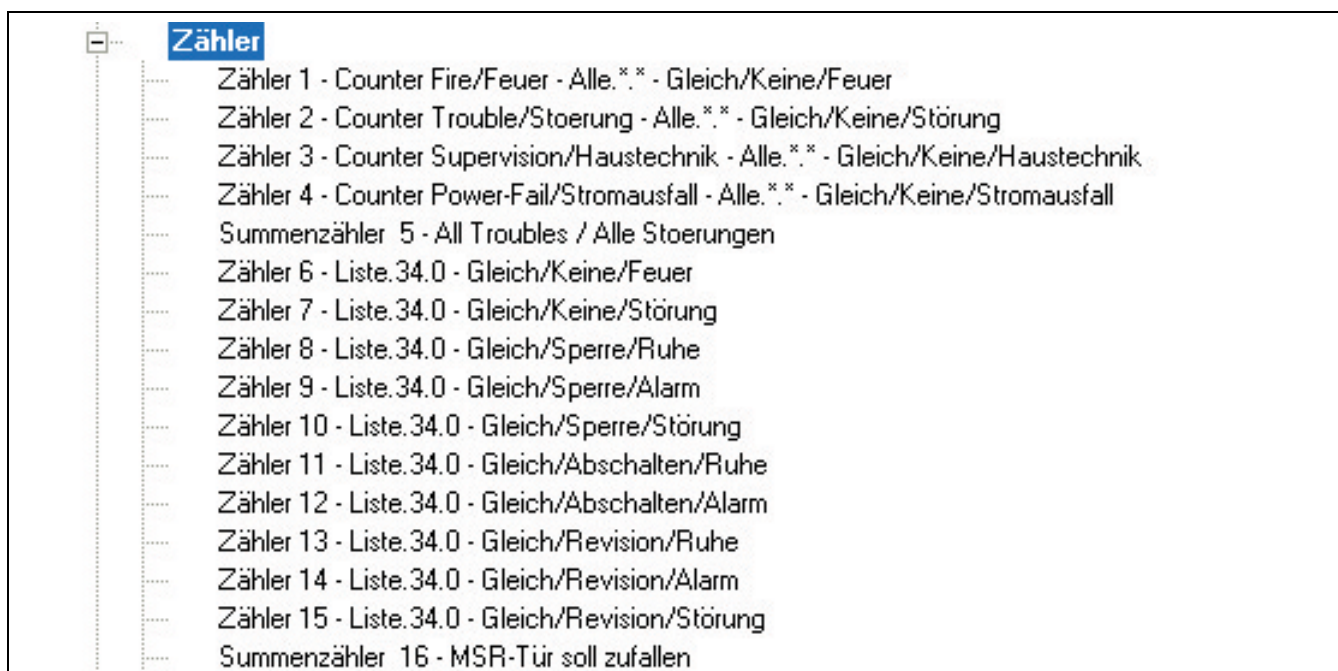 Zähler
Zähler 1 - Counter Fire/Feuer - Alle.*.* - Gleich/Keine/Feuer
Zähler 2 - Counter Trouble/Stoerung - Alle.*.* - Gleich/Keine/Störung
Zähler 3 - Counter Supervision/Haustechnik - Alle.*.* - Gleich/Keine/Haustechnik
Zähler 4 - Counter Power-Fail/Stromausfall - Alle.*.* - Gleich/Keine/Stromausfall
Summenzähler 5 - All Troubles / Alle Stoerungen
Zähler 6 - Liste.34.0 - Gleich/Keine/Feuer
Zähler 7 - Liste.34.0 - Gleich/Keine/Störung
Zähler 8 - Liste.34.0 - Gleich/Sperre/Ruhe
Zähler 9 - Liste.34.0 - Gleich/Sperre/Alarm
Zähler 10 - Liste.34.0 - Gleich/Sperre/Störung
Zähler 11 - Liste.34.0 - Gleich/Abschalten/Ruhe
Zähler 12 - Liste.34.0 - Gleich/Abschalten/Alarm
Zähler 13 - Liste.34.0 - Gleich/Revision/Ruhe
Zähler 14 - Liste.34.0 - Gleich/Revision/Alarm
Zähler 15 - Liste.34.0 - Gleich/Revision/Störung
Summenzähler 16 - MSR-Tür soll zufallen